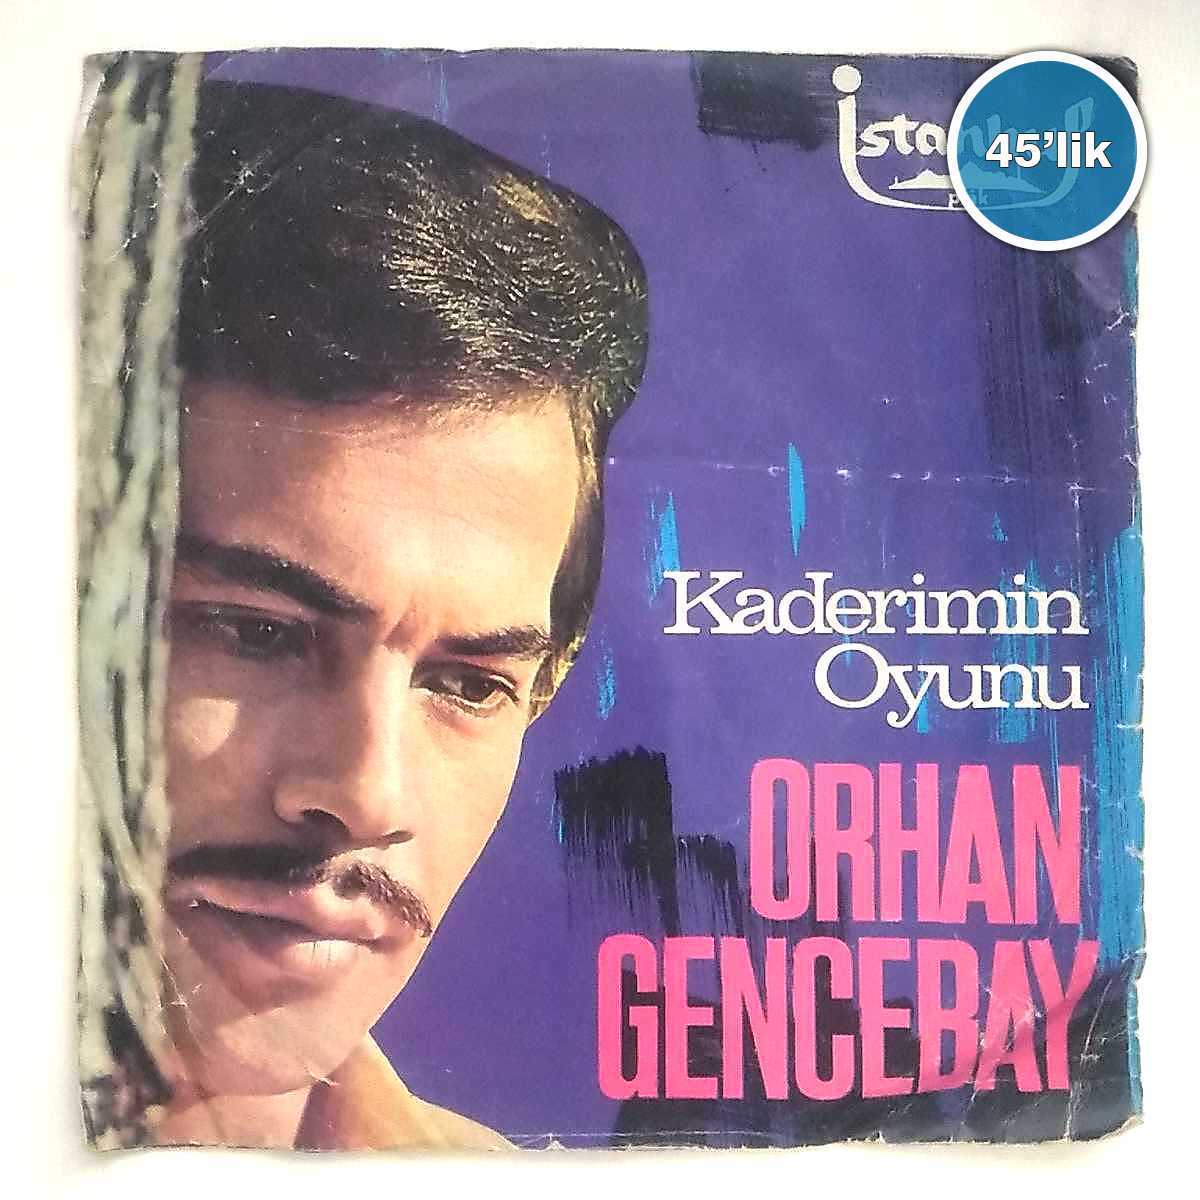 45'lik
Kaderimin
Oyunu
ORHAN
GENCEBAY